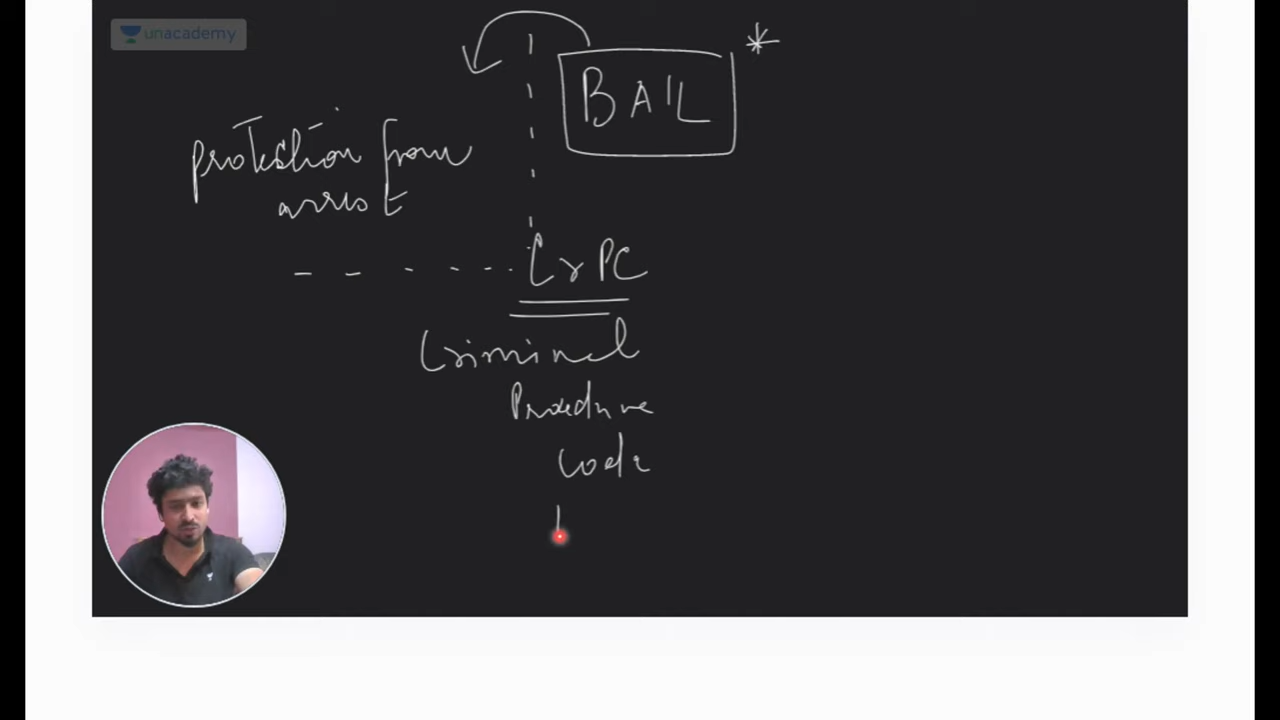 unacademy
BAIL *
protection from
arrest
CrPC
Criminal
Procedure
Code